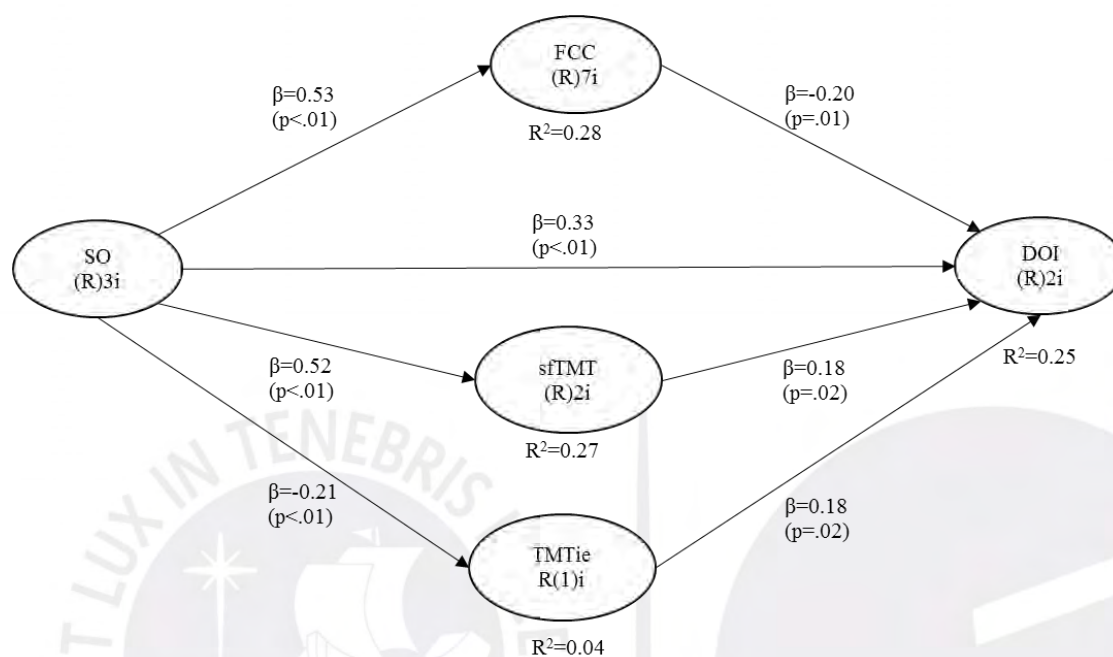 FCC
(R)7i
β=0.53
(p<.01)
β=-0.20
(p=.01)
R²=0.28
β=0.33
(p<.01)
SO
(R)3i
DOI
(R)2i
sfTMT
(R)2i
β=0.52
(p<.01)
β=0.18
(p=.02)
R²=0.25
R²=0.27
β=-0.21
(p<.01)
β=0.18
(p=.02)
TMTie
R(1)i
R²=0.04
LUX IN TENEBRIS